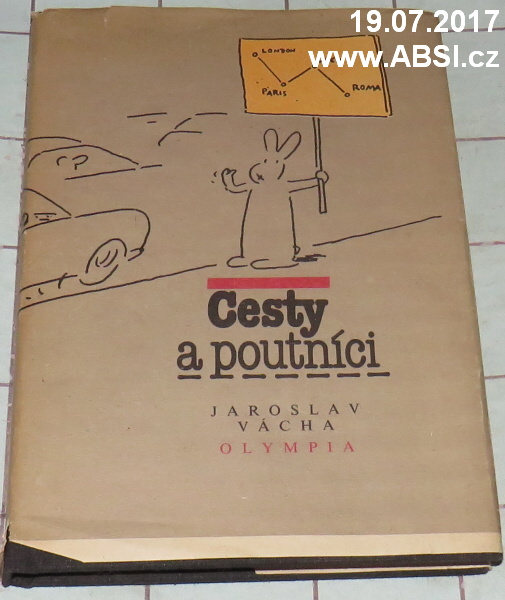 19.07.2017
www.ABSI.cz
LONDON
PARIS
ROMA
??
Cesty
a poutníci
JAROSLAV
VÁCHA
OLYMPIA